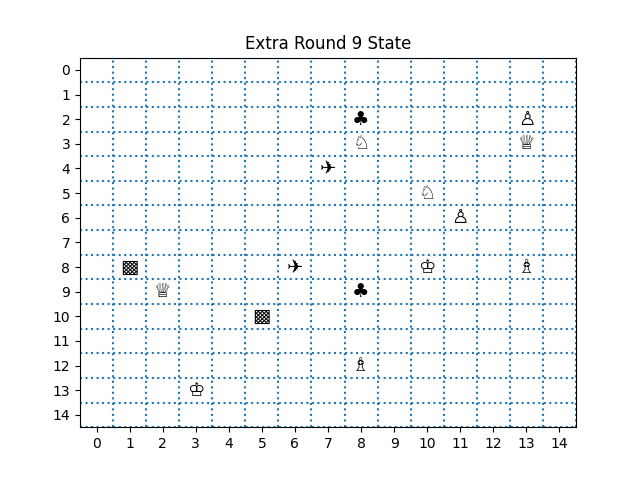 Extra Round 9 State
0
1
2 ♣ ♙
3 ♘ ♕
4 ✈
5 ♘
6 ♙
7
8 ▩ ✈ ♔ ♗
9 ♕ ♣
10 ▩
11
12 ♗
13 ♔
14
0 1 2 3 4 5 6 7 8 9 10 11 12 13 14